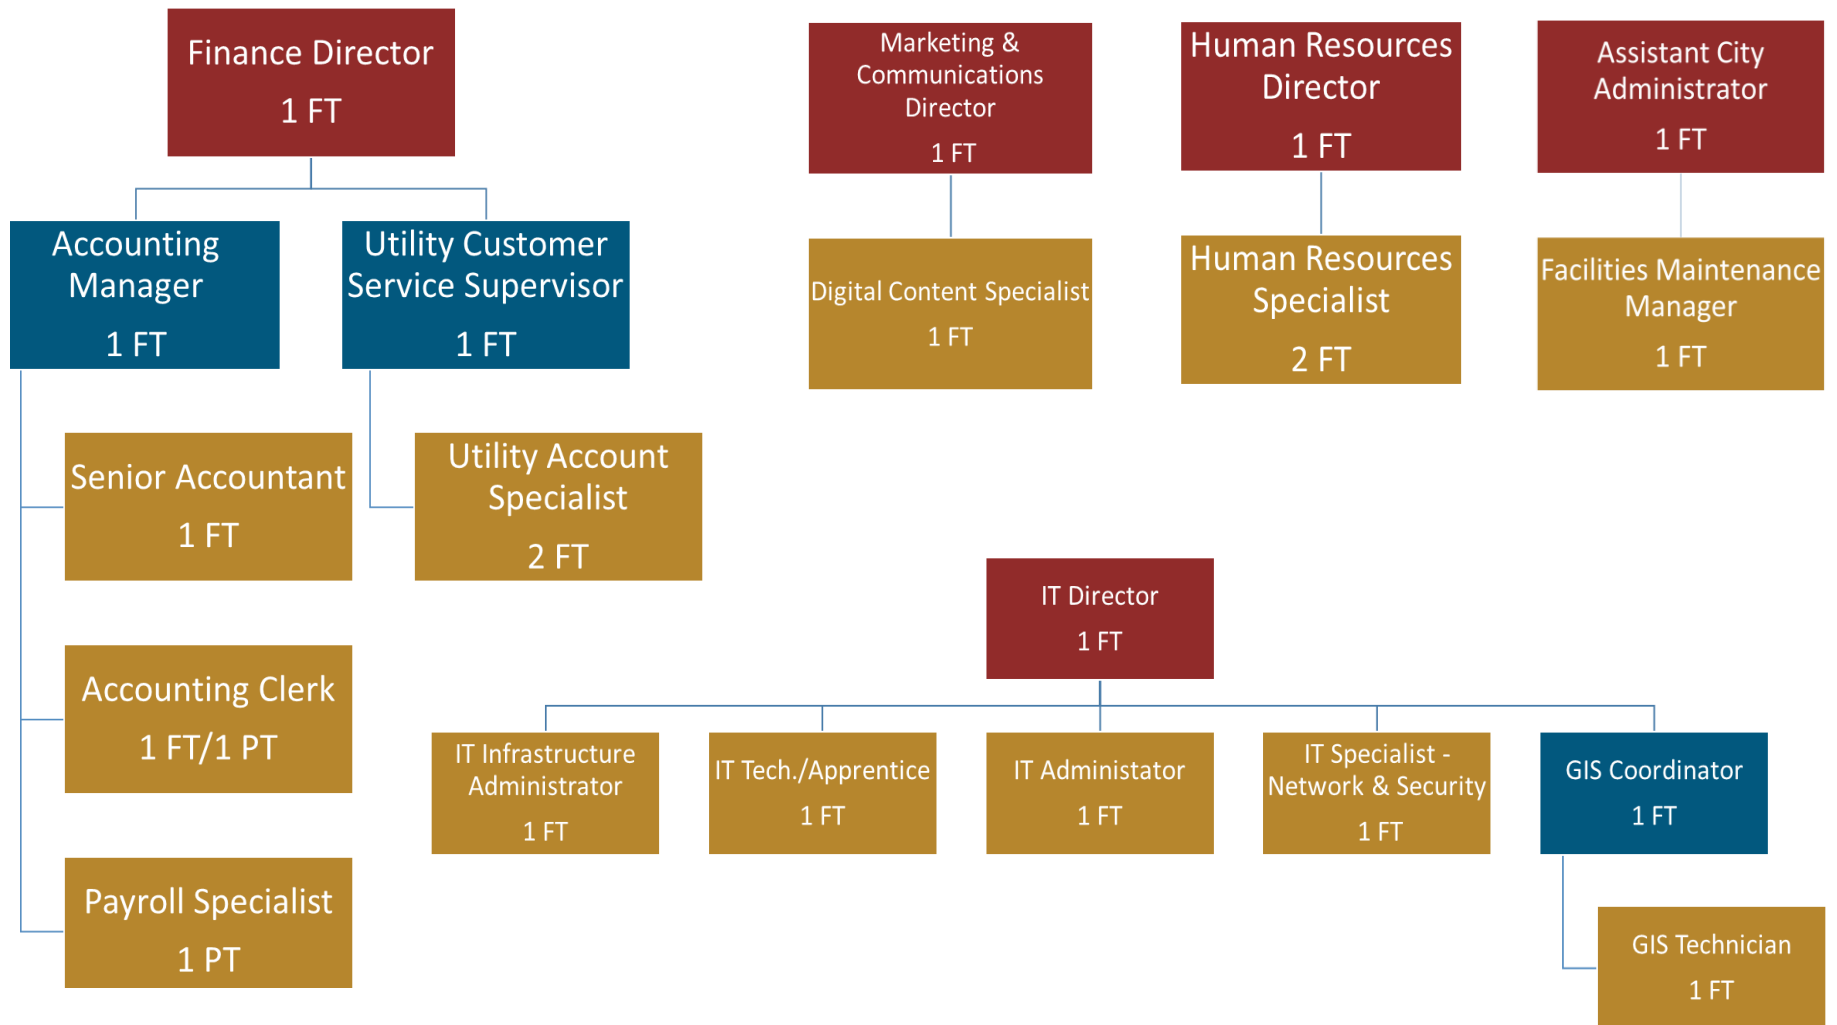 Finance Director
1 FT
Accounting
Manager
1 FT
Utility Customer
Service Supervisor
1 FT
Senior Accountant
1 FT
Accounting Clerk
1 FT/1 PT
Payroll Specialist
1 PT
Utility Account
Specialist
2 FT
Marketing &
Communications
Director
1 FT
Digital Content Specialist
1 FT
Human Resources
Director
1 FT
Human Resources
Specialist
2 FT
Assistant City
Administrator
1 FT
Facilities Maintenance
Manager
1 FT
IT Director
1 FT
IT Infrastructure
Administrator
1 FT
IT Tech./Apprentice
1 FT
IT Administator
1 FT
IT Specialist -
Network & Security
1 FT
GIS Coordinator
1 FT
GIS Technician
1 FT